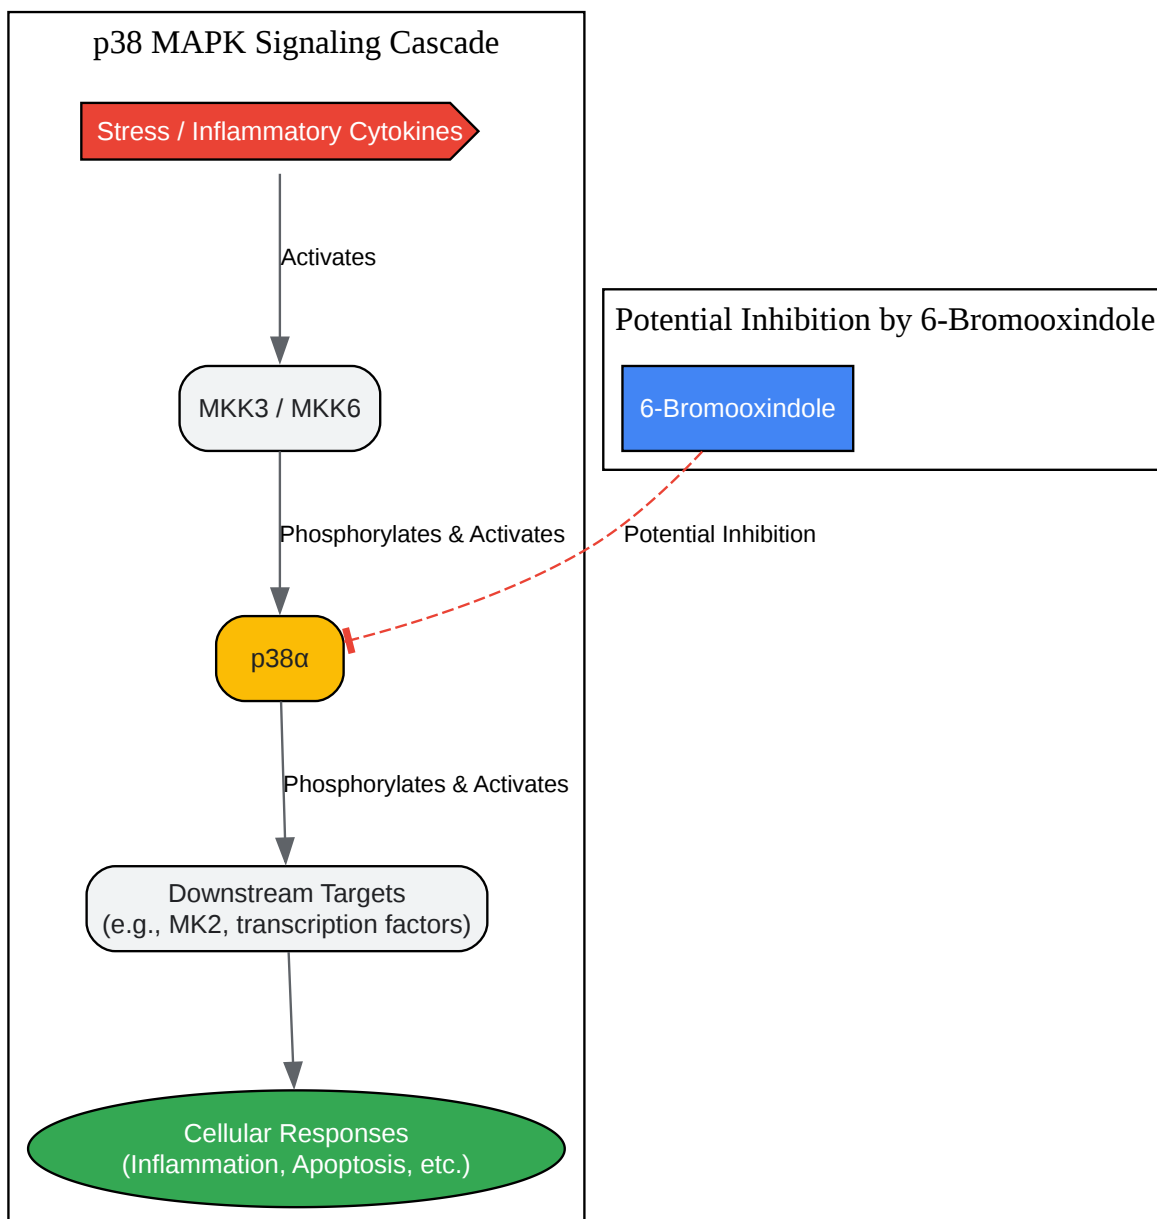 p38 MAPK Signaling Cascade
Stress / Inflammatory Cytokines
Activates
Potential Inhibition by 6-Bromooxindole
6-Bromooxindole
MKK3 / MKK6
Phosphorylates & Activates
Potential Inhibition
p38α
Phosphorylates & Activates
Downstream Targets
(e.g., MK2, transcription factors)
Cellular Responses
(Inflammation, Apoptosis, etc.)